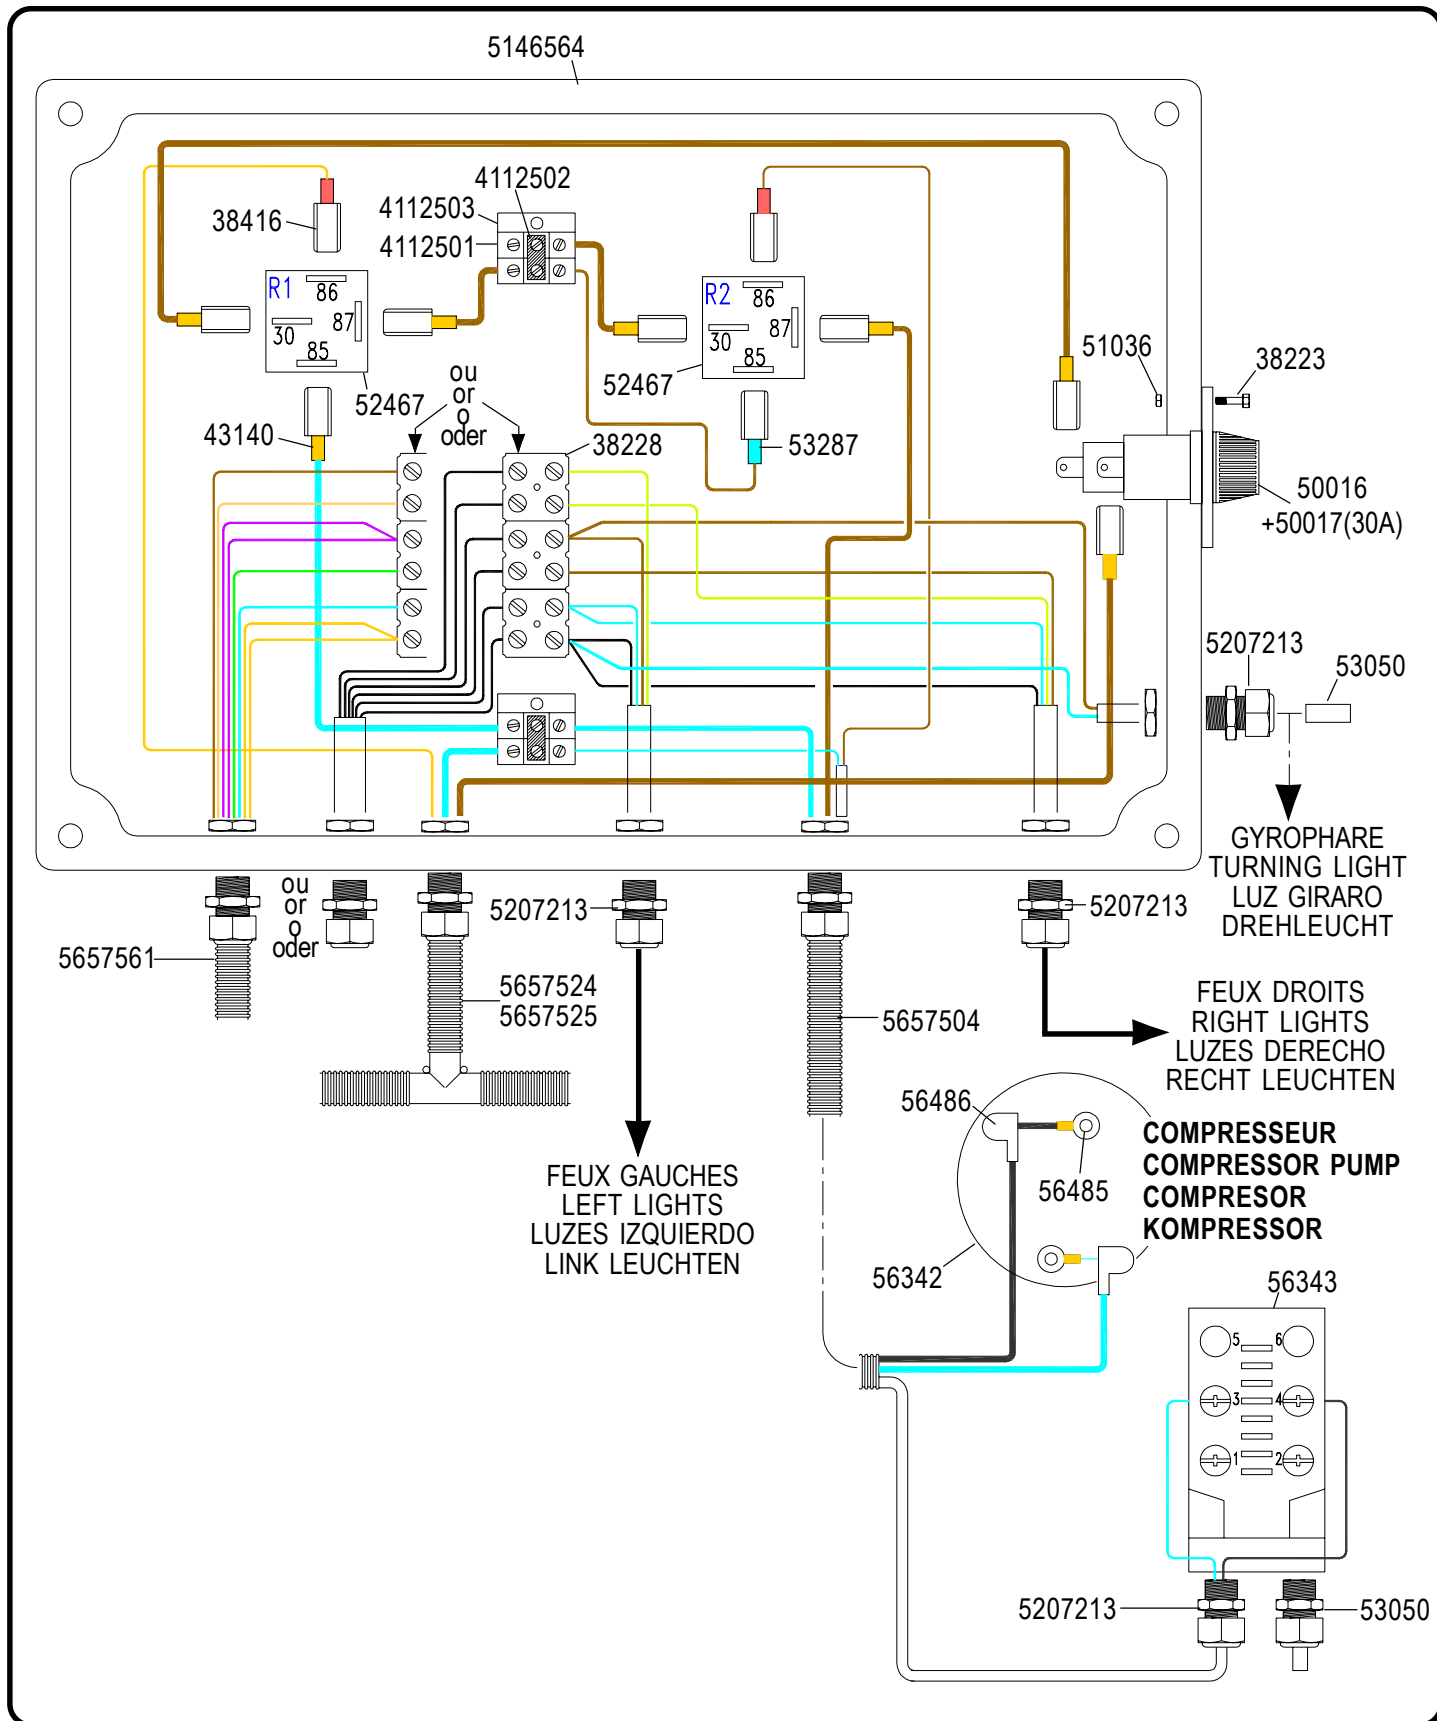 5146564
4112502
4112503
4112501
38416
R1
86
30
87
85
R2
86
30
87
85
52467
52467
51036
38223
ou
or
o
oder
43140
38228
53287
50016
+50017(30A)
5207213
53050
GYROPHARE
TURNING LIGHT
LUZ GIRARO
DREHLEUCHT
ou
or
o
oder
5657561
5207213
5207213
5657524
5657525
5657504
FEUX DROITS
RIGHT LIGHTS
LUZES DERECHO
RECHT LEUCHTEN
56486
56485
COMPRESSEUR
COMPRESSOR PUMP
COMPRESOR
KOMPRESSOR
FEUX GAUCHES
LEFT LIGHTS
LUZES IZQUIERDO
LINK LEUCHTEN
56342
56343
5
6
3
4
1
2
5207213
53050